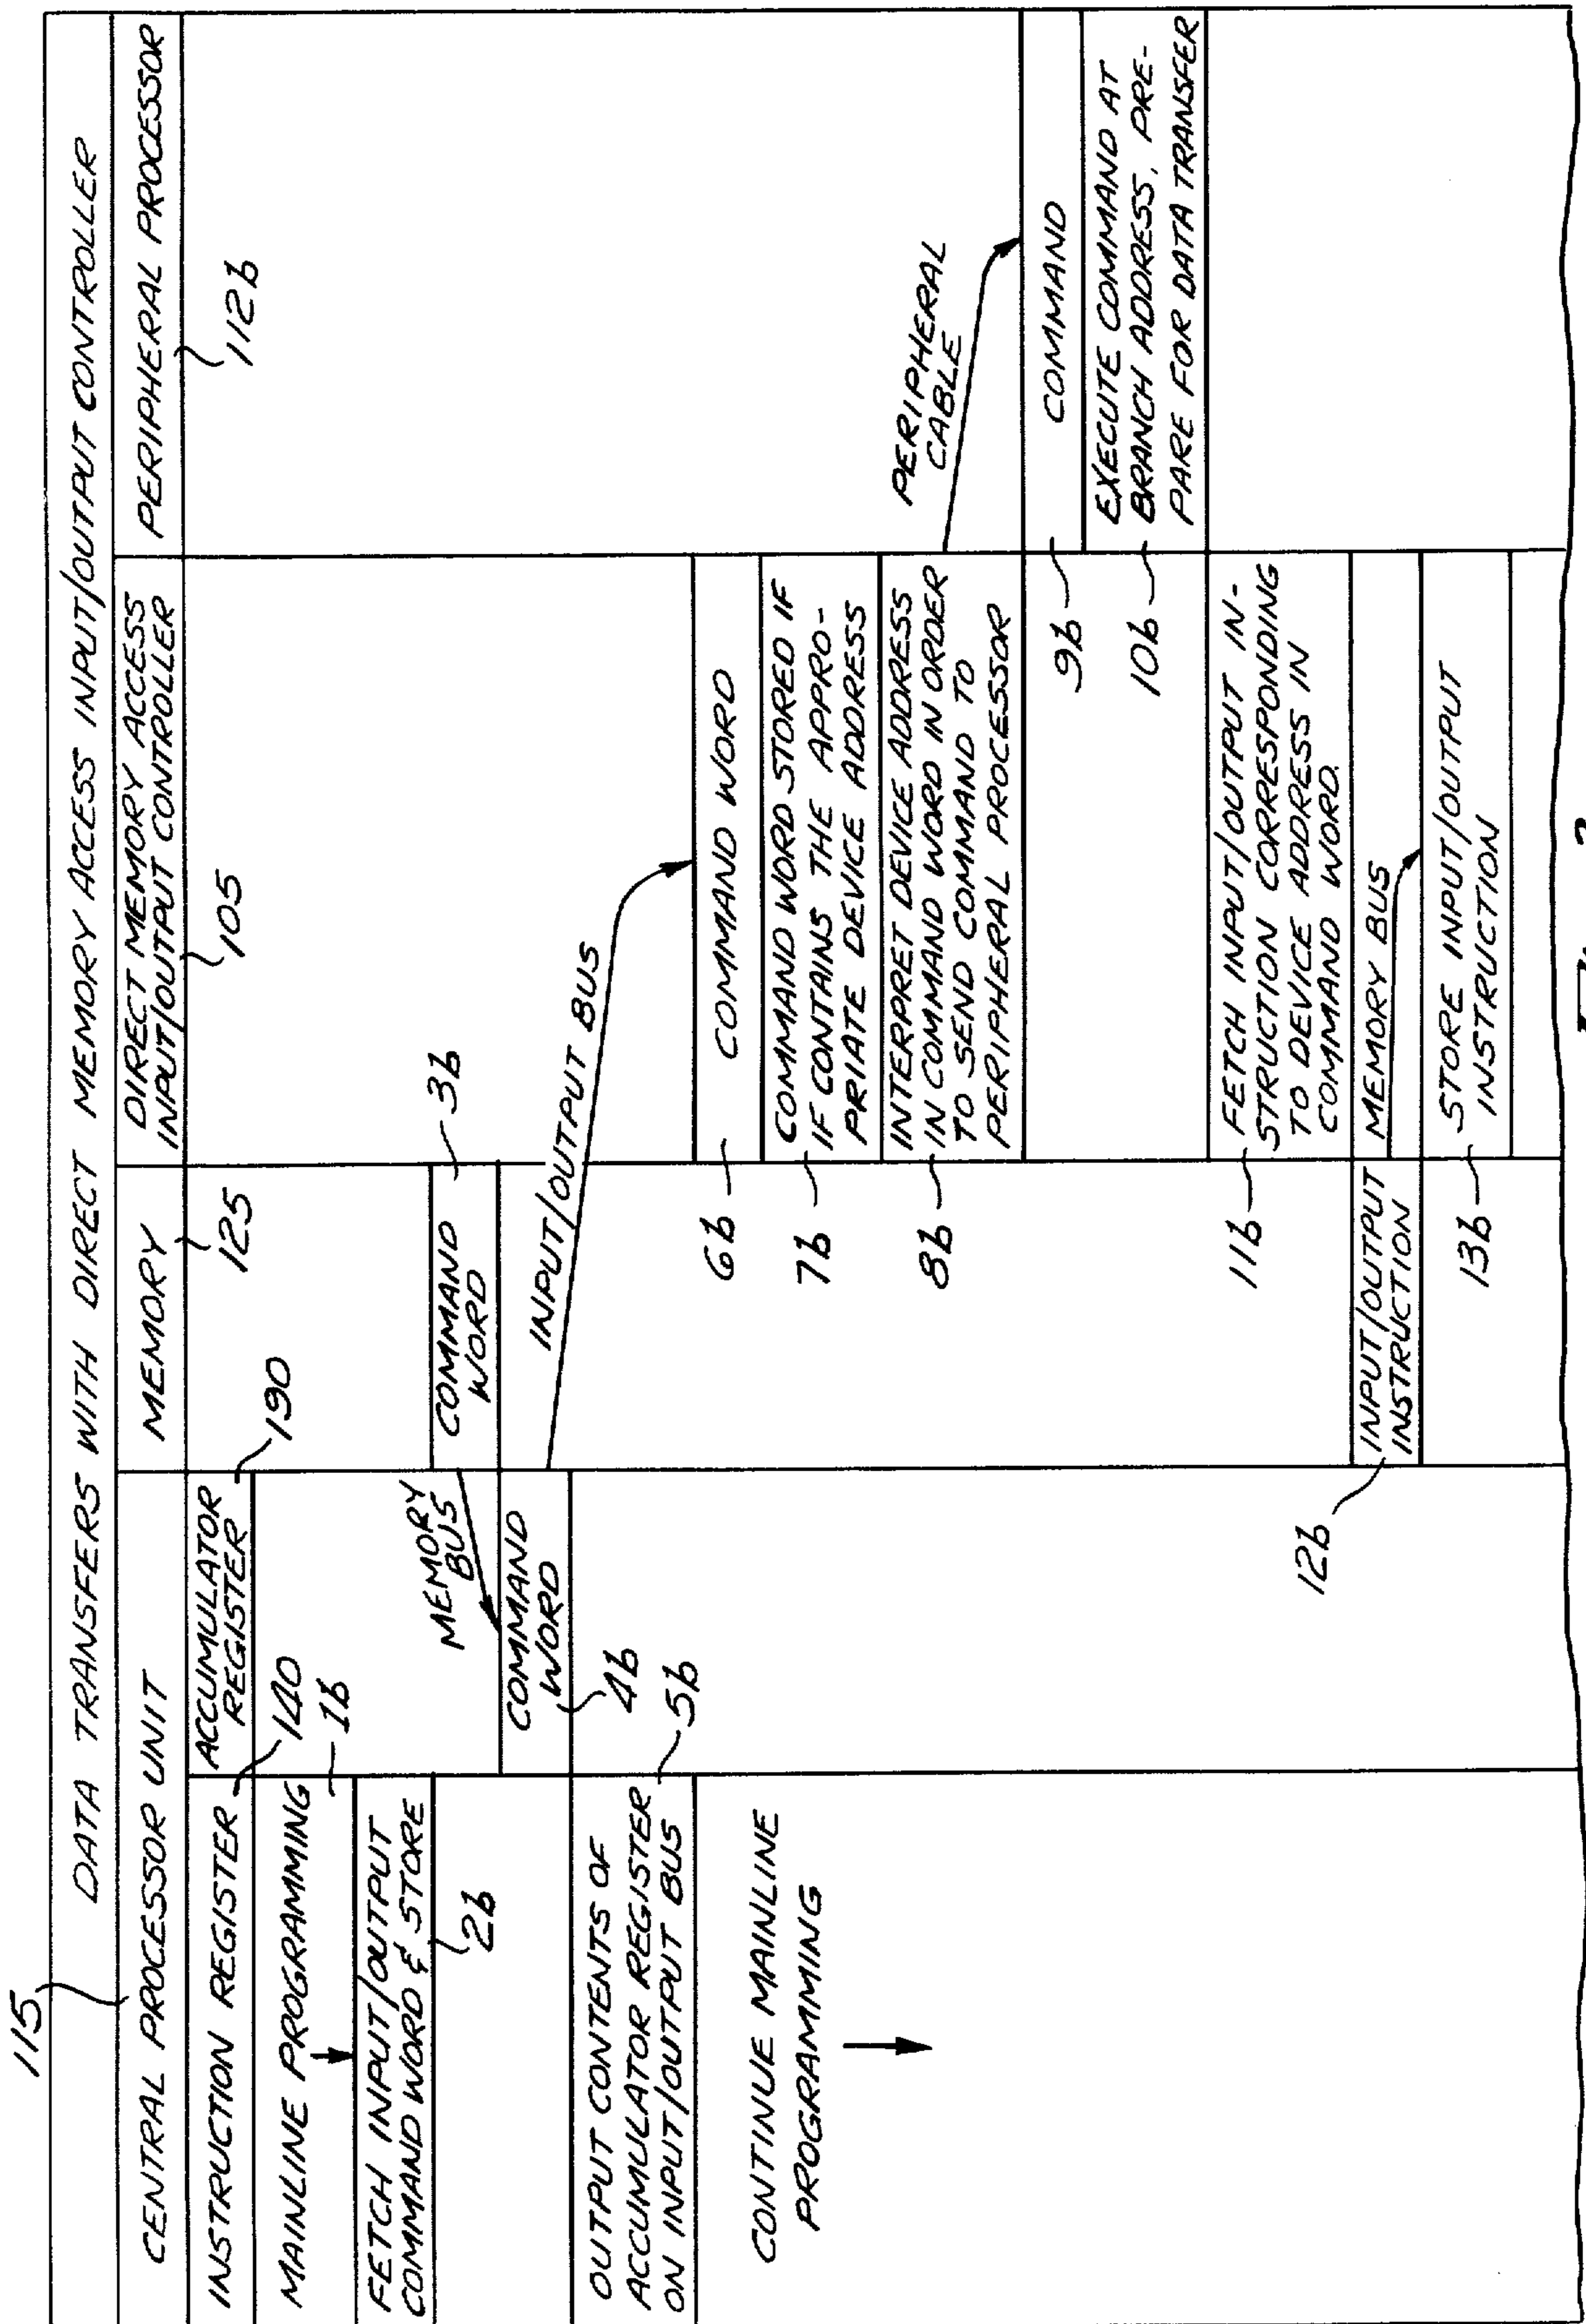 115
DATA TRANSFERS WITH DIRECT MEMORY ACCESS INPUT/OUTPUT CONTROLLER
CENTRAL PROCESSOR UNIT
MEMORY
DIRECT MEMORY ACCESS
INPUT/OUTPUT CONTROLLER
PERIPHERAL PROCESSOR
INSTRUCTION REGISTER
140
ACCUMULATOR
REGISTER
190
125
105
112b
MAINLINE PROGRAMMING
1b
FETCH INPUT/OUTPUT
COMMAND WORD & STORE
2b
MEMORY
BUS
COMMAND
WORD
3b
COMMAND
WORD
4b
INPUT/OUTPUT BUS
OUTPUT CONTENTS OF
ACCUMULATOR REGISTER
ON INPUT/OUTPUT BUS
5b
CONTINUE MAINLINE
PROGRAMMING
6b
COMMAND WORD
7b
COMMAND WORD STORED IF
IF CONTAINS THE APPRO-
PRIATE DEVICE ADDRESS
8b
INTERPRET DEVICE ADDRESS
IN COMMAND WORD IN ORDER
TO SEND COMMAND TO
PERIPHERAL PROCESSOR
PERIPHERAL
CABLE
9b
COMMAND
10b
EXECUTE COMMAND AT
BRANCH ADDRESS, PRE-
PARE FOR DATA TRANSFER
11b
FETCH INPUT/OUTPUT IN-
STRUCTION CORRESPONDING
TO DEVICE ADDRESS IN
COMMAND WORD.
12b
INPUT/OUTPUT
INSTRUCTION
MEMORY BUS
13b
STORE INPUT/OUTPUT
INSTRUCTION